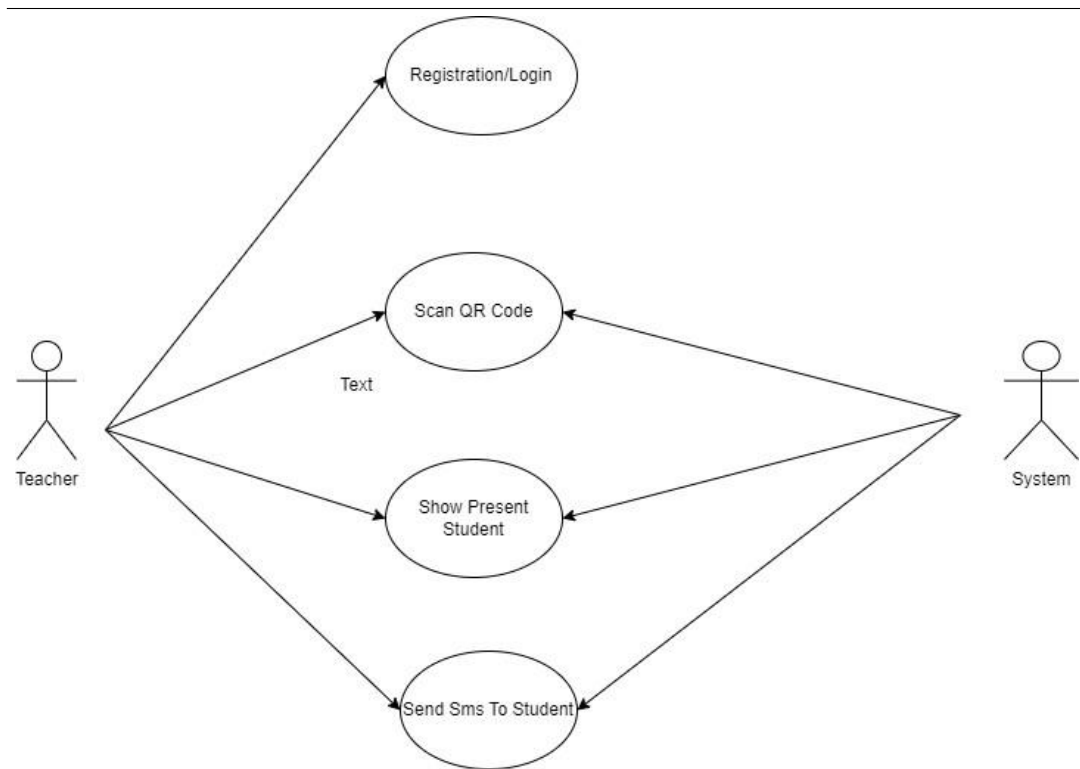 Registration/Login
Scan QR Code
Text
Teacher
System
Show Present
Student
Send Sms To Student